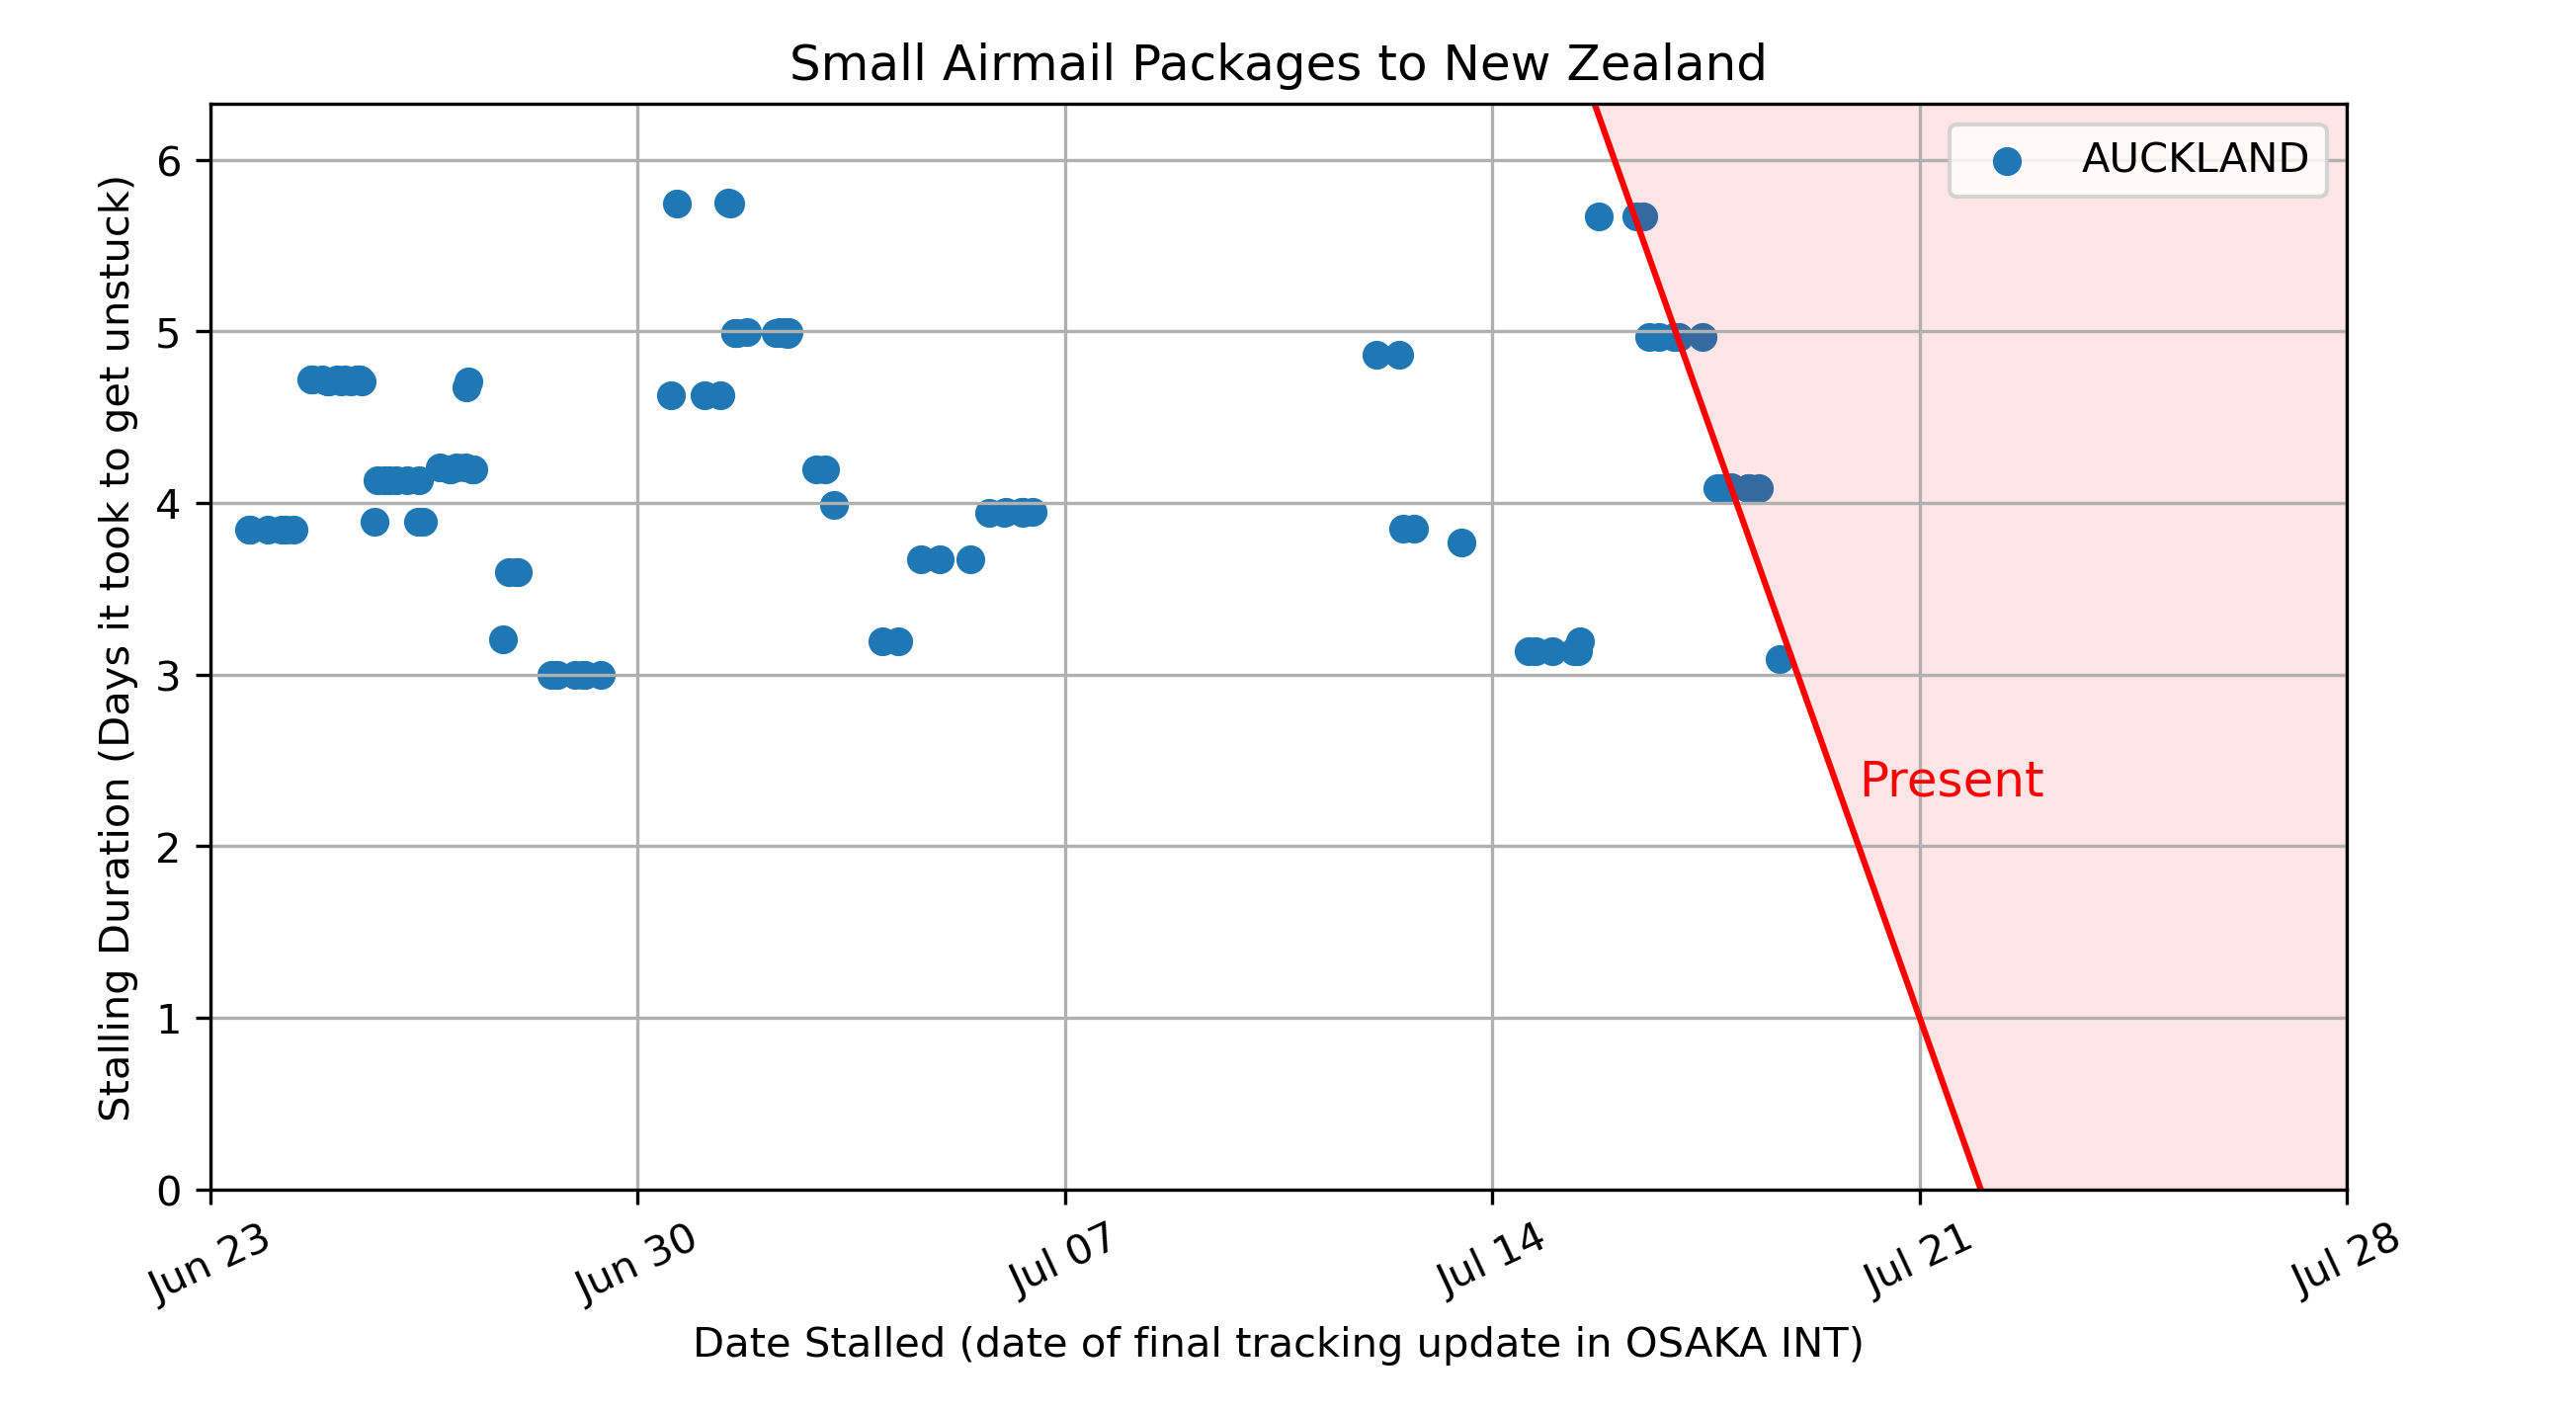 Small Airmail Packages to New Zealand
AUCKLAND
Stalling Duration (Days it took to get unstuck)
6
5
4
3
2
1
0
Present
Jun 23
Jun 30
Jul 07
Jul 14
Jul 21
Jul 28
Date Stalled (date of final tracking update in OSAKA INT)